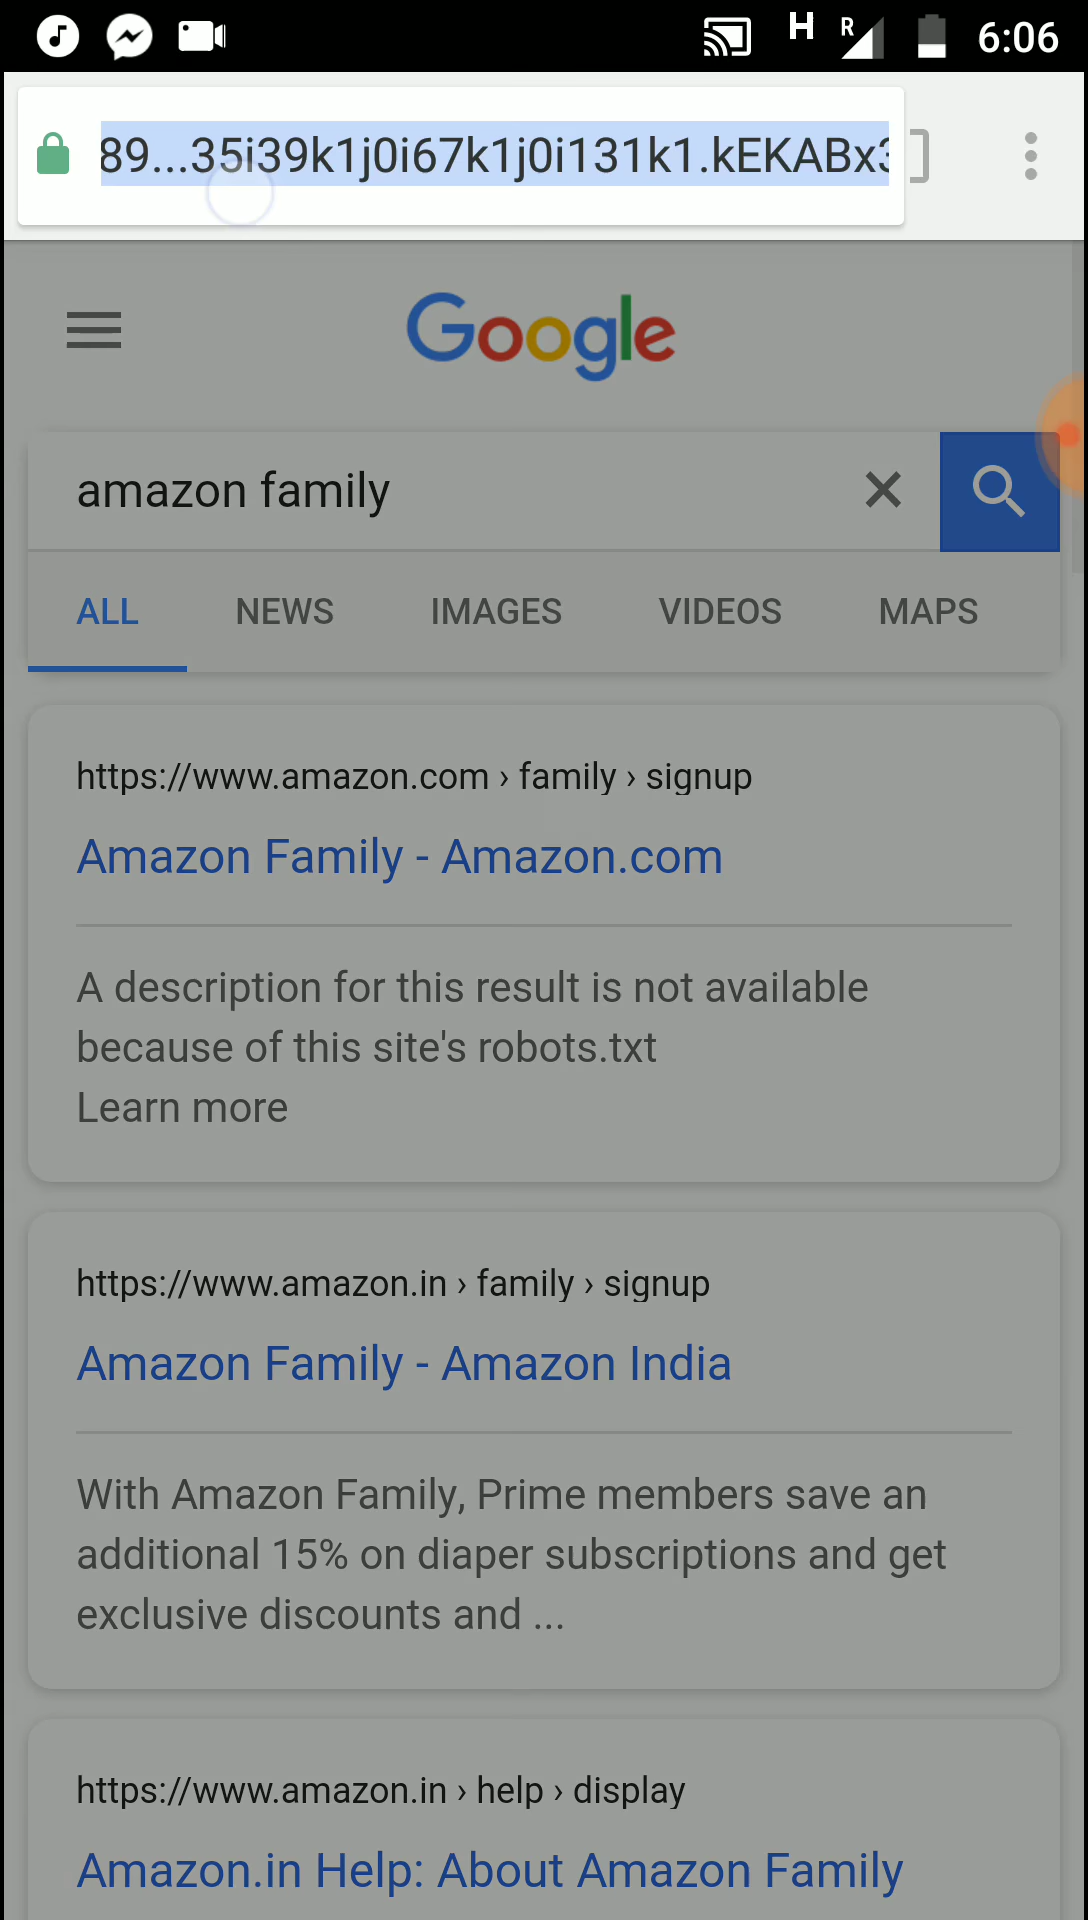 H R 6:06
89...35i39k1j0i67k1j0i131k1.kEKABx3
Google
amazon family
ALL NEWS IMAGES VIDEOS MAPS
https://www.amazon.com › family › signup
Amazon Family - Amazon.com
A description for this result is not available
because of this site's robots.txt
Learn more
https://www.amazon.in › family › signup
Amazon Family - Amazon India
With Amazon Family, Prime members save an
additional 15% on diaper subscriptions and get
exclusive discounts and ...
https://www.amazon.in › help › display
Amazon.in Help: About Amazon Family